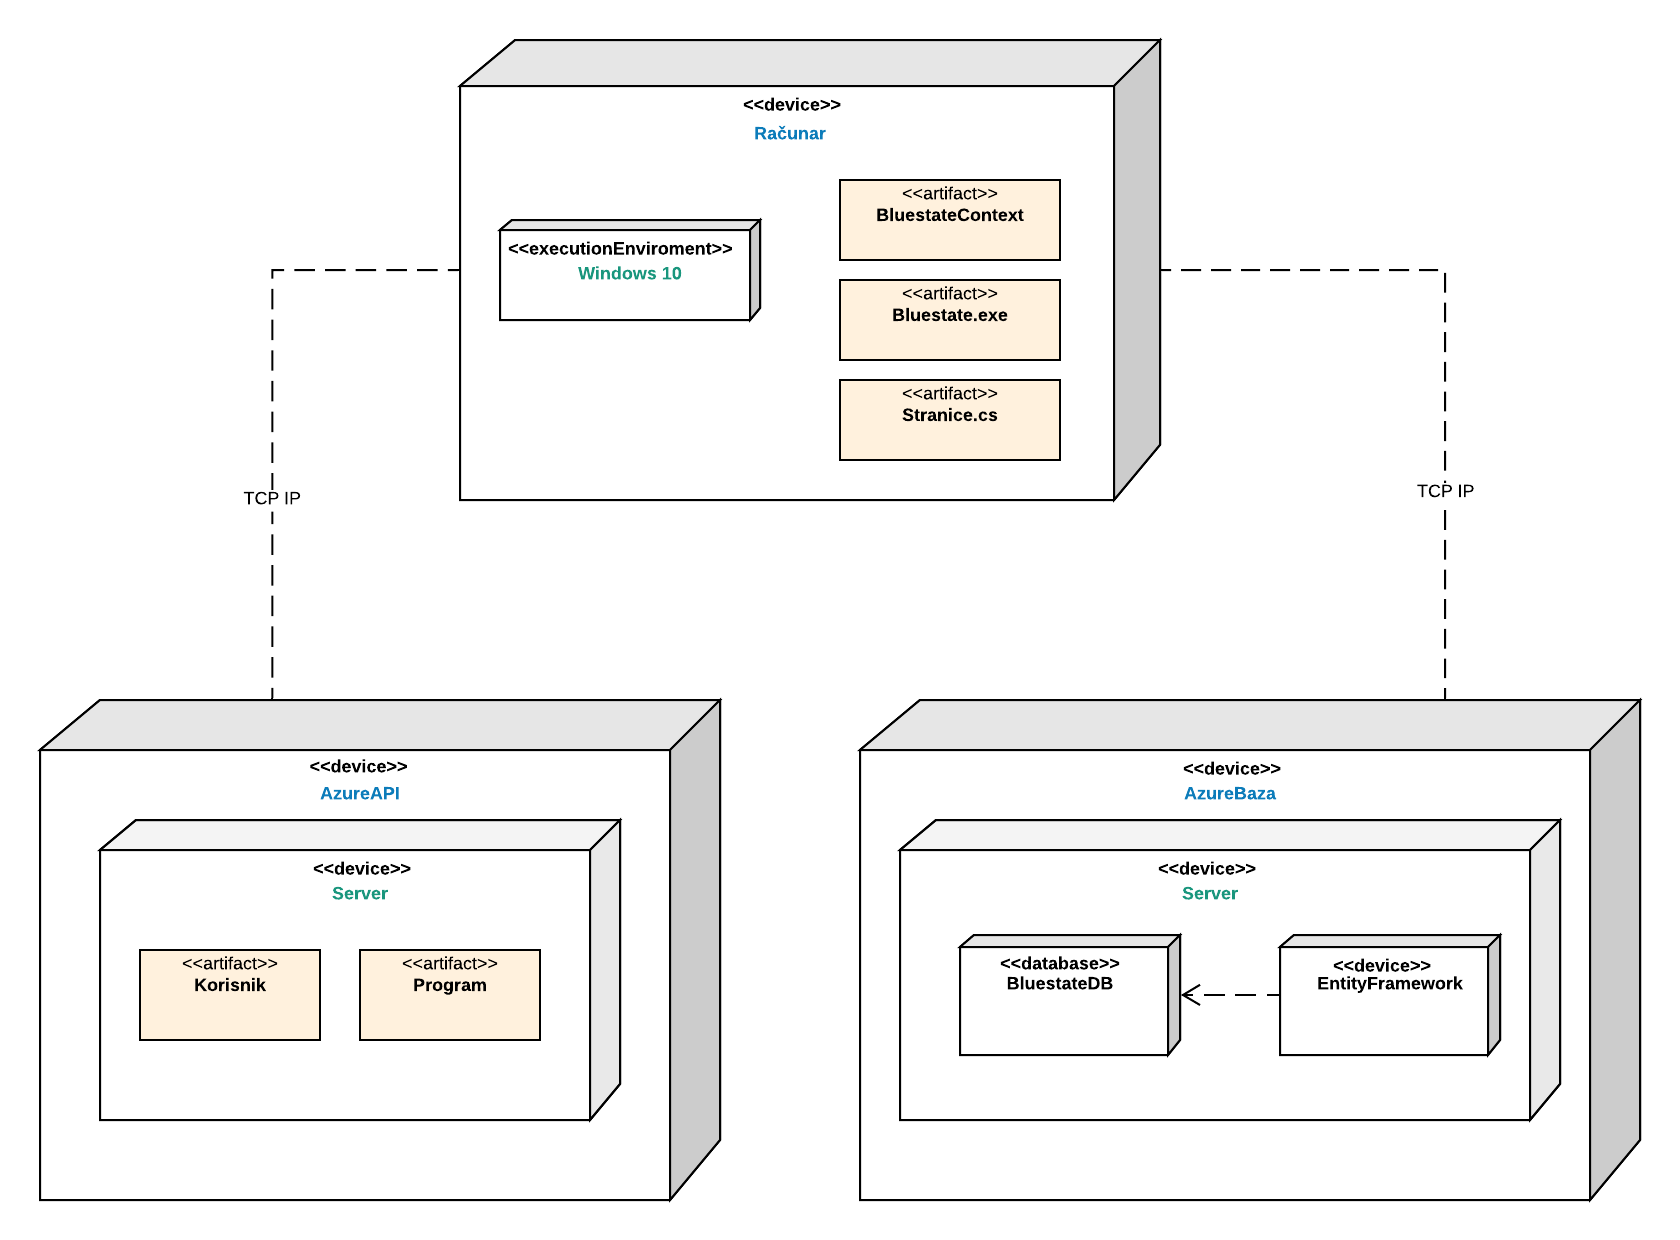 <<device>>
Računar
<<executionEnviroment>>
Windows 10
<<artifact>>
BluestateContext
<<artifact>>
Bluestate.exe
<<artifact>>
Stranice.cs
TCP IP
TCP IP
<<device>>
AzureAPI
<<device>>
Server
<<artifact>>
Korisnik
<<artifact>>
Program
<<device>>
AzureBaza
<<device>>
Server
<<database>>
BluestateDB
<<device>>
EntityFramework